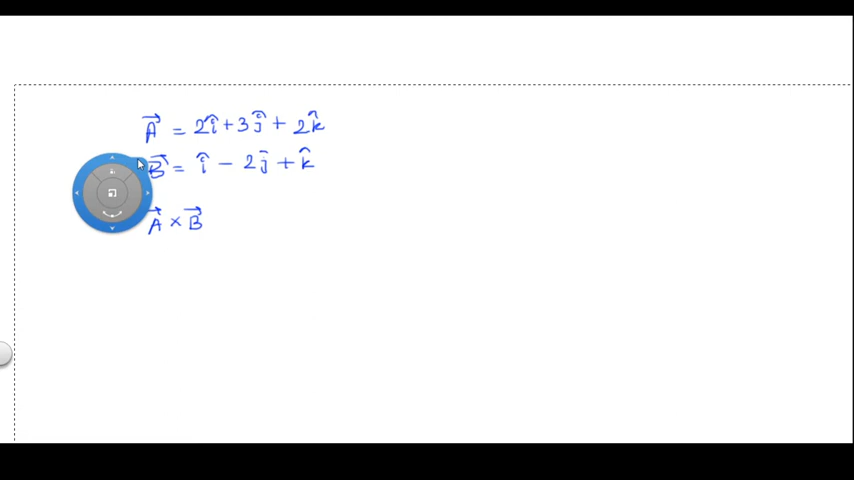 A⃗ = 2î + 3ĵ + 2k̂
B⃗ = î - 2ĵ + k̂
A⃗ × B⃗